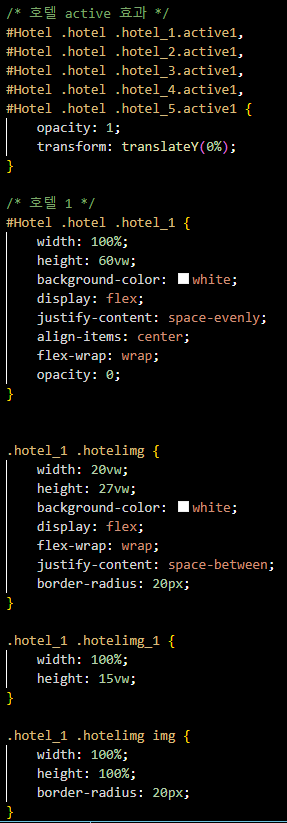 /* 호텔 active 효과 */
#Hotel .hotel .hotel_1.active1,
#Hotel .hotel .hotel_2.active1,
#Hotel .hotel .hotel_3.active1,
#Hotel .hotel .hotel_4.active1,
#Hotel .hotel .hotel_5.active1 {
    opacity: 1;
    transform: translateY(0%);
}

/* 호텔 1 */
#Hotel .hotel .hotel_1 {
    width: 100%;
    height: 60vw;
    background-color: white;
    display: flex;
    justify-content: space-evenly;
    align-items: center;
    flex-wrap: wrap;
    opacity: 0;
}

.hotel_1 .hotelimg {
    width: 20vw;
    height: 27vw;
    background-color: white;
    display: flex;
    flex-wrap: wrap;
    justify-content: space-between;
    border-radius: 20px;
}

.hotel_1 .hotelimg_1 {
    width: 100%;
    height: 15vw;
}

.hotel_1 .hotelimg img {
    width: 100%;
    height: 100%;
    border-radius: 20px;
}